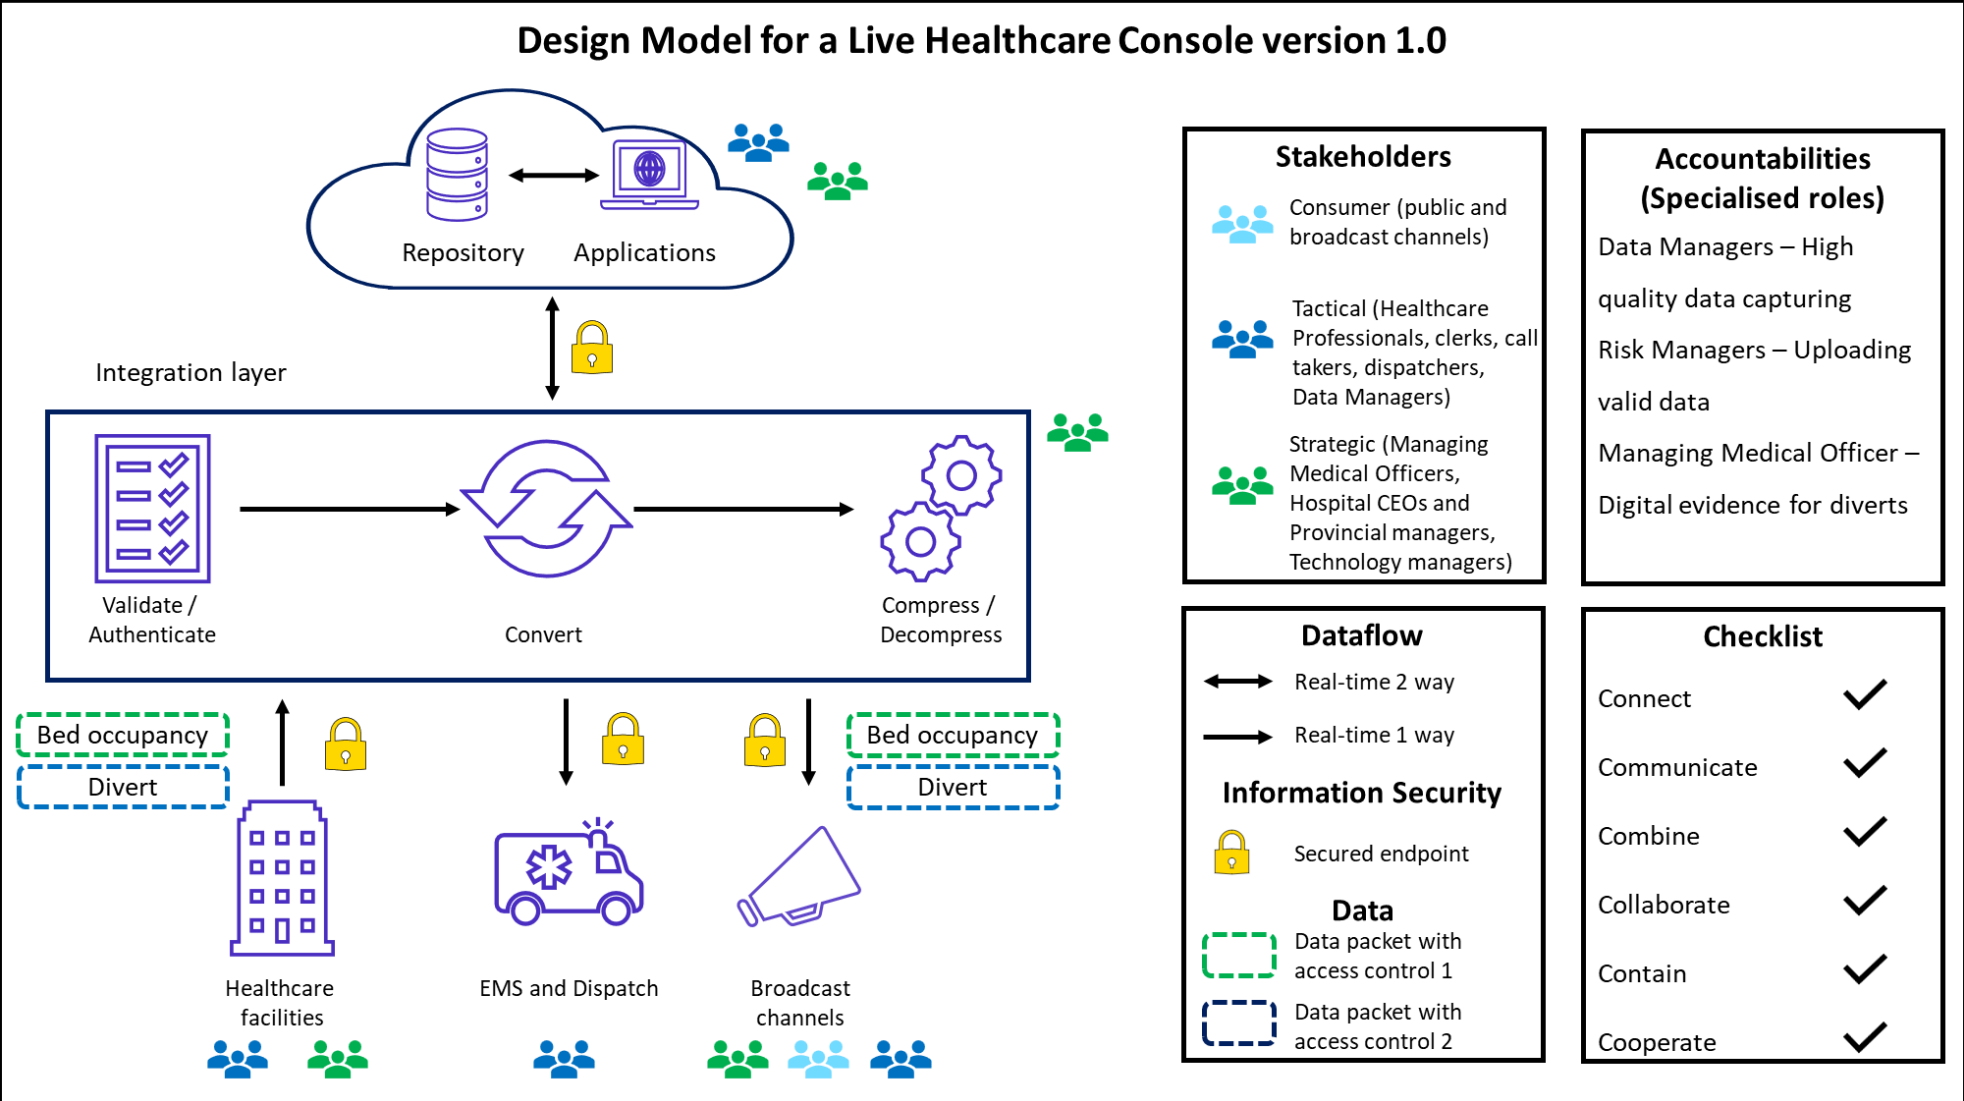 Design Model for a Live Healthcare Console version 1.0
Repository
Applications
Integration layer
Validate /
Authenticate
Convert
Compress /
Decompress
Bed occupancy
Divert
Bed occupancy
Divert
Healthcare
facilities
EMS and Dispatch
Broadcast
channels
Stakeholders
Consumer (public and
broadcast channels)
Tactical (Healthcare
Professionals, clerks, call
takers, dispatchers,
Data Managers)
Strategic (Managing
Medical Officers,
Hospital CEOs and
Provincial managers,
Technology managers)
Accountabilities
(Specialised roles)
Data Managers – High
quality data capturing
Risk Managers – Uploading
valid data
Managing Medical Officer –
Digital evidence for diverts
Dataflow
Real-time 2 way
Real-time 1 way
Information Security
Secured endpoint
Data
Data packet with
access control 1
Data packet with
access control 2
Checklist
Connect
Communicate
Combine
Collaborate
Contain
Cooperate